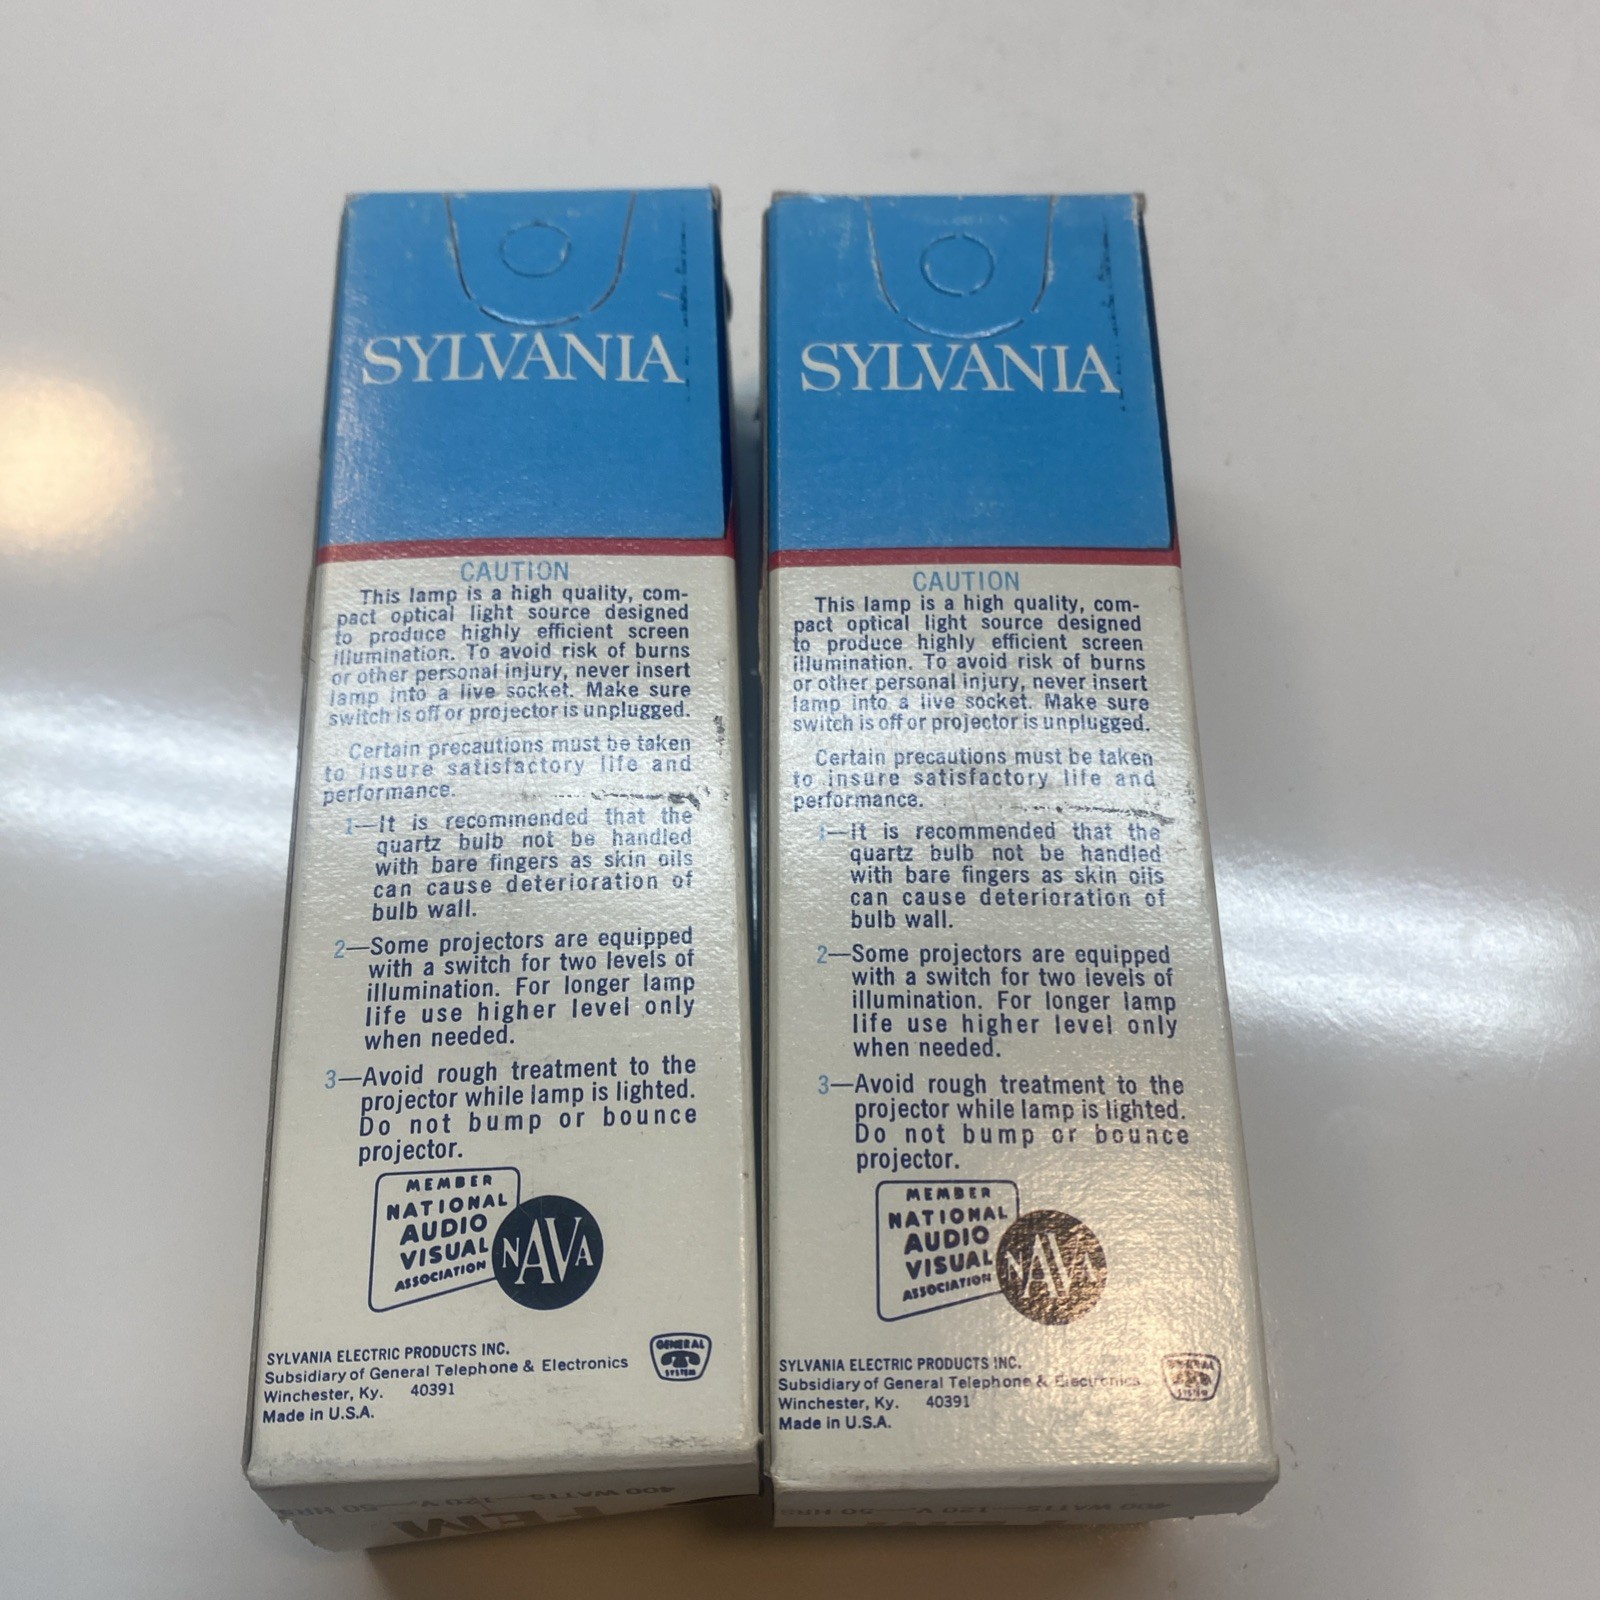 SYLVANIA
CAUTION
This lamp is a high quality, com-
pact optical light source designed
to produce highly efficient screen
illumination. To avoid risk of burns
or other personal injury, never insert
lamp into a live socket. Make sure
switch is off or projector is unplugged.
Certain precautions must be taken
to insure satisfactory life and
performance.
1—It is recommended that the
quartz bulb not be handled
with bare fingers as skin oils
can cause deterioration of
bulb wall.
2—Some projectors are equipped
with a switch for two levels of
illumination. For longer lamp
life use higher level only
when needed.
3—Avoid rough treatment to the
projector while lamp is lighted.
Do not bump or bounce
projector.
MEMBER
NATIONAL
AUDIO
VISUAL
ASSOCIATION
NAVA
SYLVANIA ELECTRIC PRODUCTS INC.
Subsidiary of General Telephone & Electronics
Winchester, Ky. 40391
Made in U.S.A.
GENERAL
SYSTEM
400 WATTS—120 V.—50 HRS
SYLVANIA
CAUTION
This lamp is a high quality, com-
pact optical light source designed
to produce highly efficient screen
illumination. To avoid risk of burns
or other personal injury, never insert
lamp into a live socket. Make sure
switch is off or projector is unplugged.
Certain precautions must be taken
to insure satisfactory life and
performance.
1—It is recommended that the
quartz bulb not be handled
with bare fingers as skin oils
can cause deterioration of
bulb wall.
2—Some projectors are equipped
with a switch for two levels of
illumination. For longer lamp
life use higher level only
when needed.
3—Avoid rough treatment to the
projector while lamp is lighted.
Do not bump or bounce
projector.
MEMBER
NATIONAL
AUDIO
VISUAL
ASSOCIATION
NAVA
SYLVANIA ELECTRIC PRODUCTS INC.
Subsidiary of General Telephone & Electronics
Winchester, Ky. 40391
Made in U.S.A.
GENERAL
SYSTEM
400 WATTS—120 V.—50 HRS